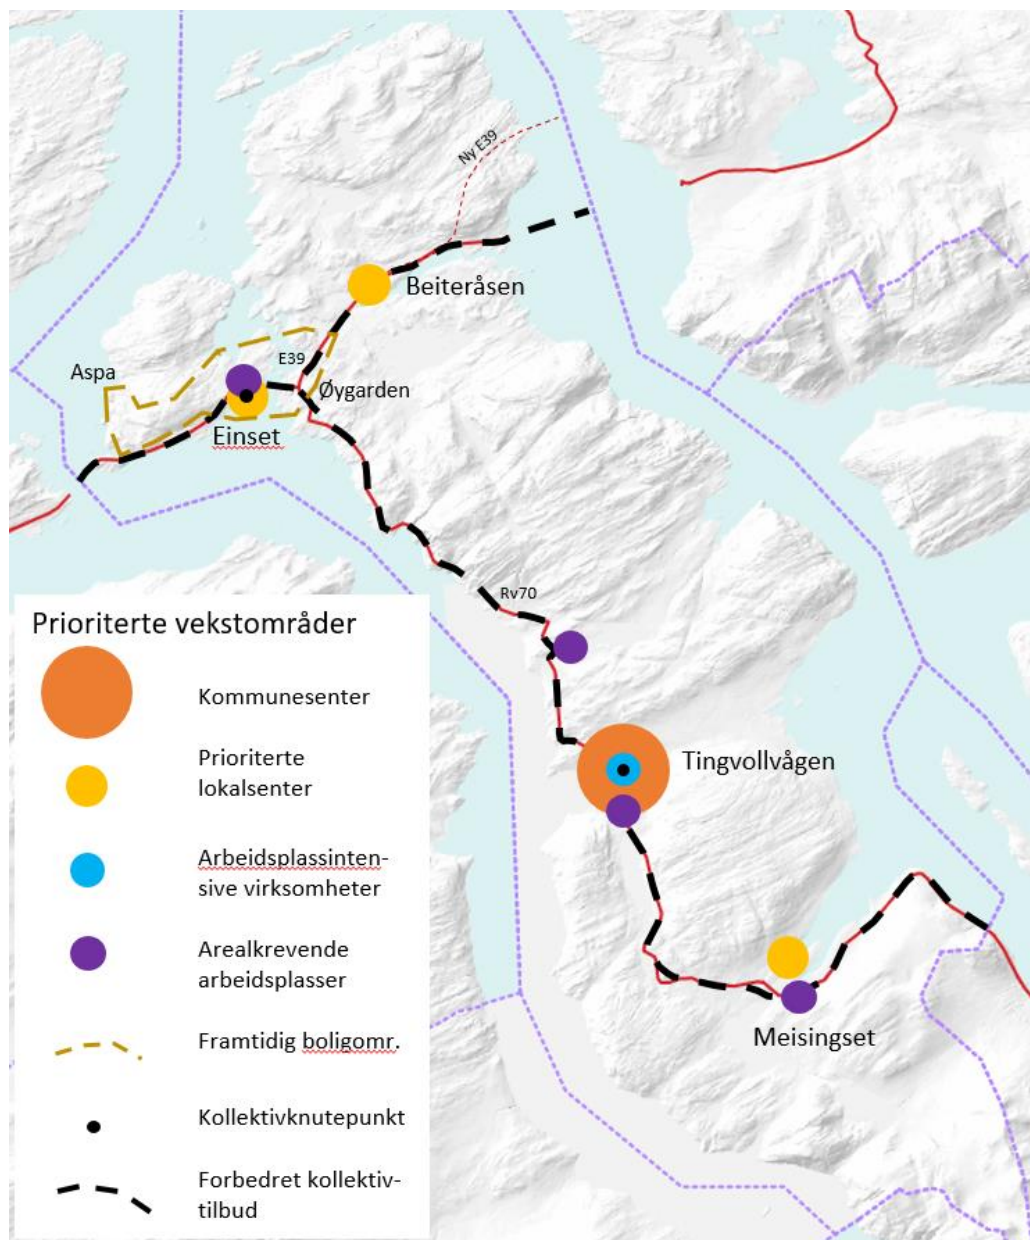 Ny E39
Beiteråsen
E39
Aspa
Øygarden
Einset
Rv70
Prioriterte vekstområder
Kommunesenter
Tingvollvågen
Prioriterte
lokalsenter
Arbeidsplassinten-
sive virksomheter
Arealkrevende
arbeidsplasser
Meisingset
Framtidig boligomr.
Kollektivknutepunkt
Forbedret kollektiv-
tilbud